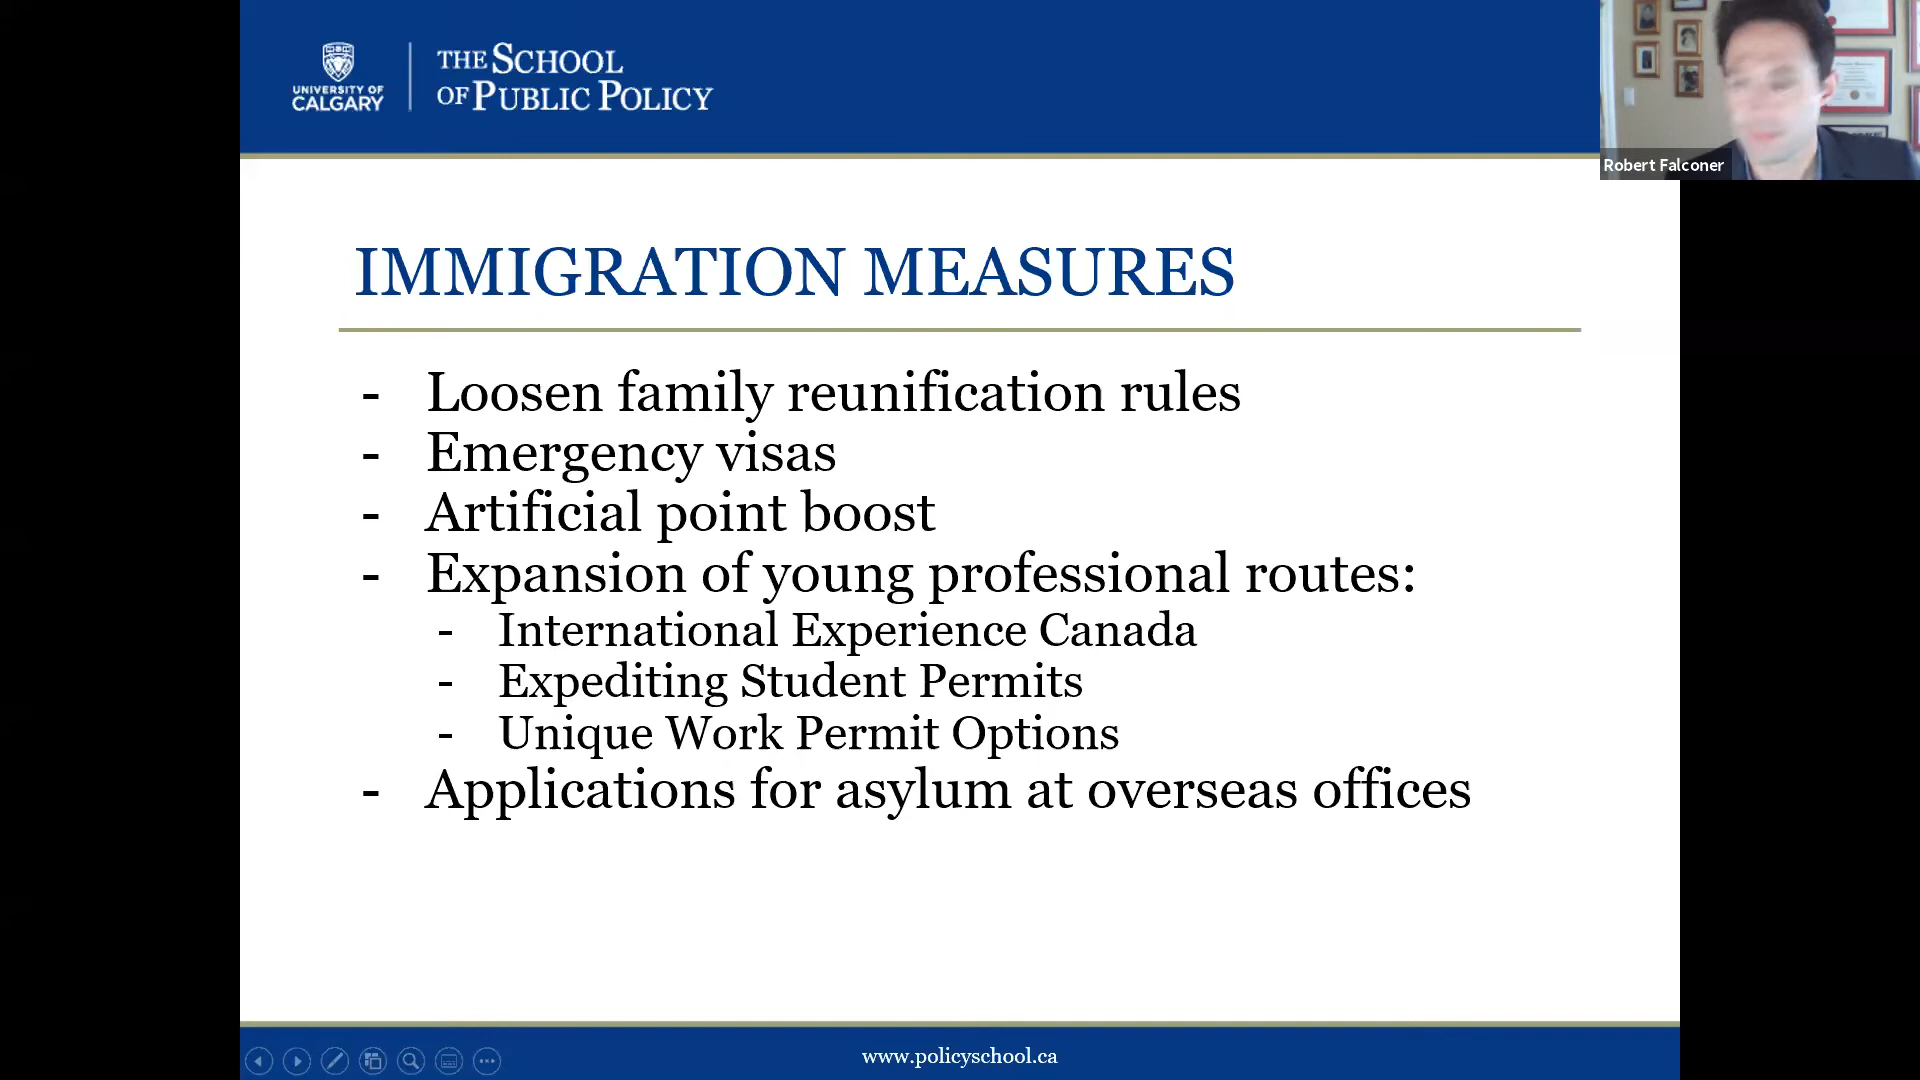 UNIVERSITY OF
CALGARY
THE SCHOOL
OF PUBLIC POLICY
Robert Falconer
IMMIGRATION MEASURES
- Loosen family reunification rules
- Emergency visas
- Artificial point boost
- Expansion of young professional routes:
- International Experience Canada
- Expediting Student Permits
- Unique Work Permit Options
- Applications for asylum at overseas offices
www.policyschool.ca